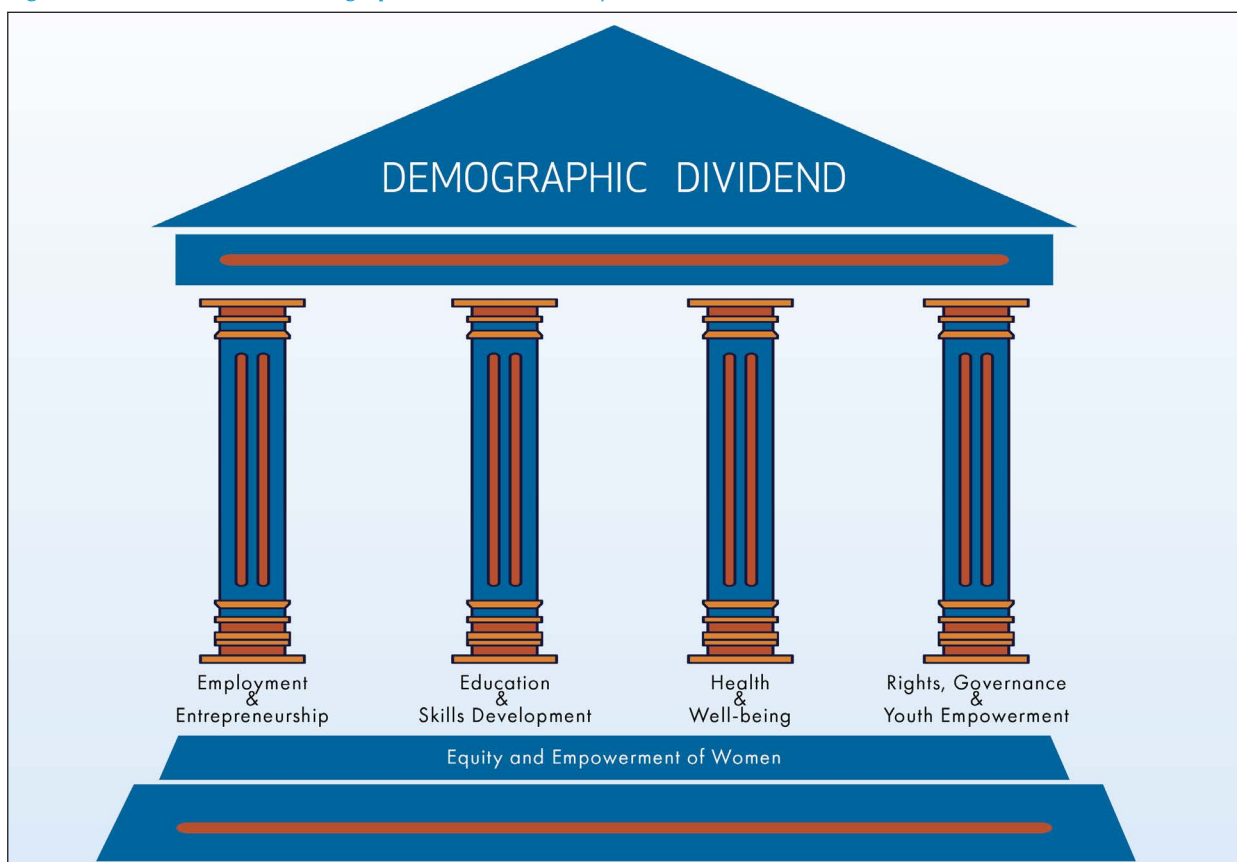 DEMOGRAPHIC DIVIDEND
Employment
&
Entrepreneurship
Education
&
Skills Development
Health
&
Well-being
Rights, Governance
&
Youth Empowerment
Equity and Empowerment of Women